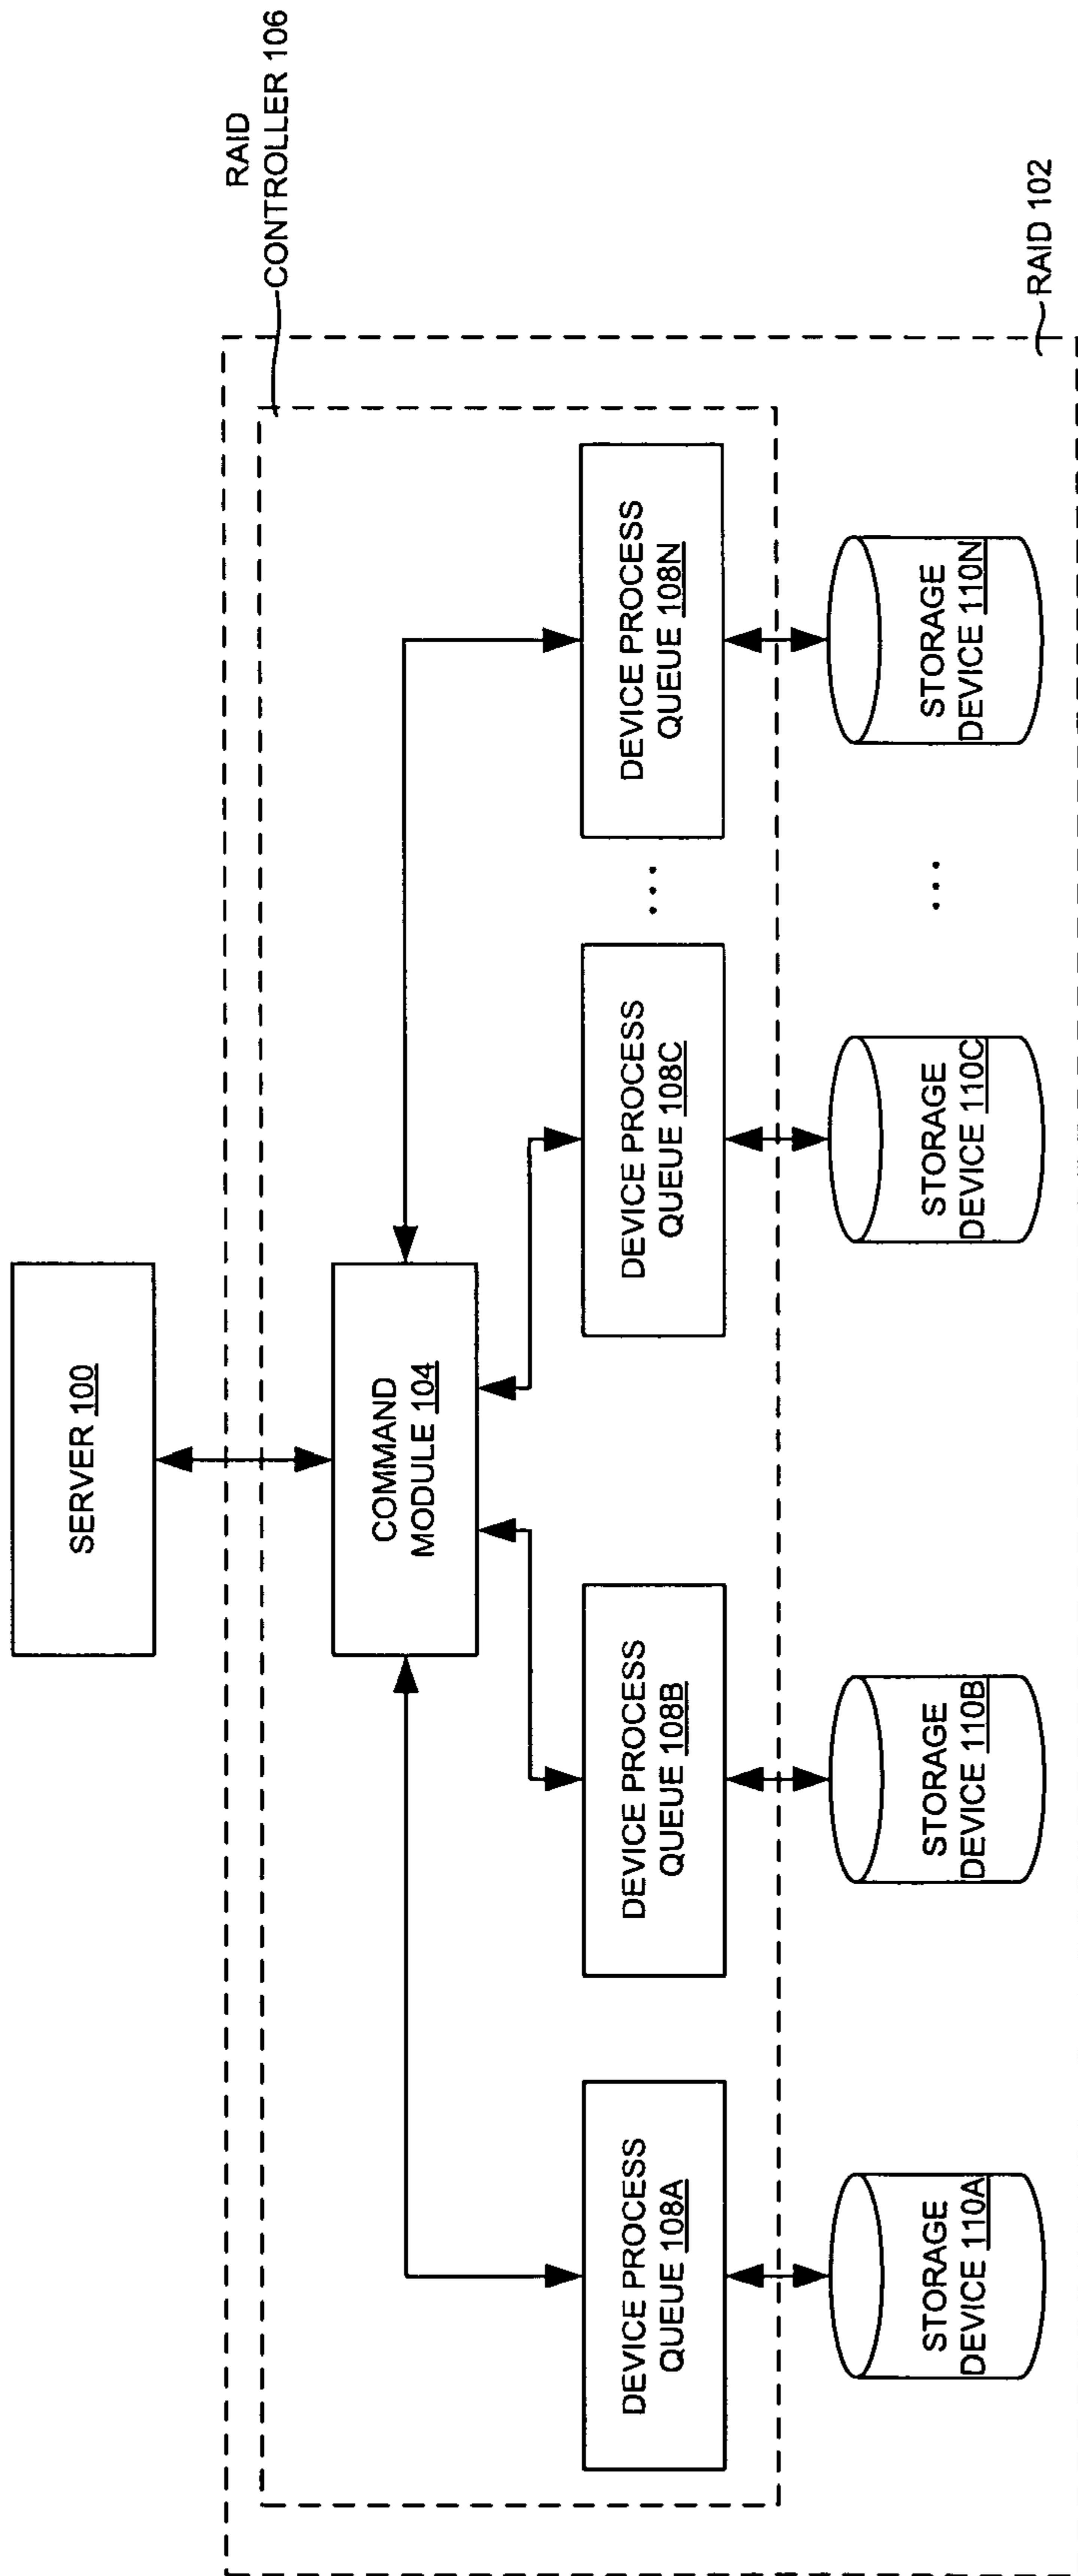 SERVER 100
RAID
CONTROLLER 106
COMMAND
MODULE 104
DEVICE PROCESS
QUEUE 108A
DEVICE PROCESS
QUEUE 108B
DEVICE PROCESS
QUEUE 108C
...
DEVICE PROCESS
QUEUE 108N
STORAGE
DEVICE 110A
STORAGE
DEVICE 110B
STORAGE
DEVICE 110C
...
STORAGE
DEVICE 110N
RAID 102